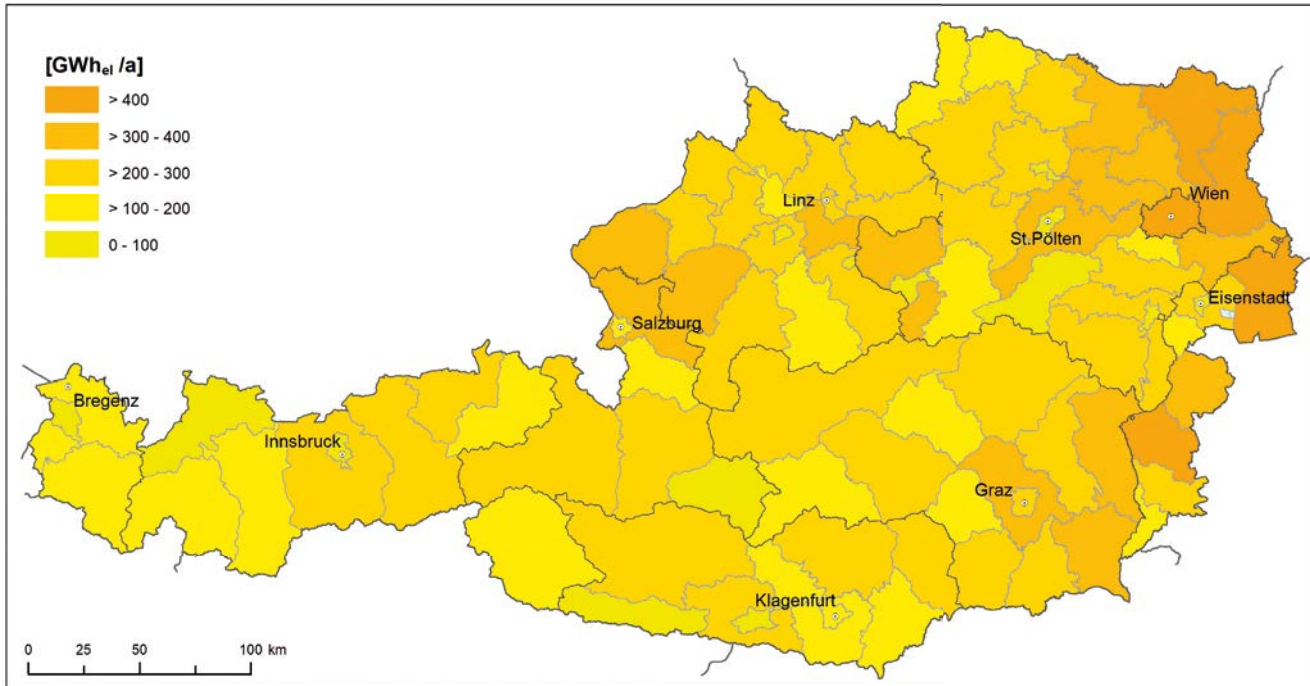 [GWhel /a]
> 400
> 300 - 400
> 200 - 300
> 100 - 200
0 - 100
Linz
Wien
St.Pölten
Eisenstadt
Salzburg
Bregenz
Innsbruck
Graz
Klagenfurt
0 25 50 100 km